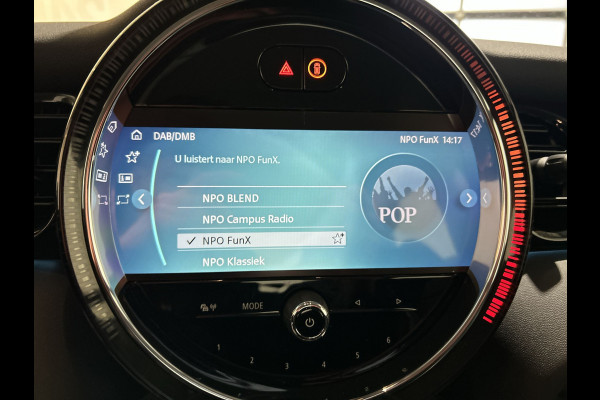 DAB/DMB
NPO FunX 14:17
U luistert naar NPO FunX.
NPO BLEND
NPO Campus Radio
NPO FunX
NPO Klassiek
POP
MODE
1 2 3 4 5 6